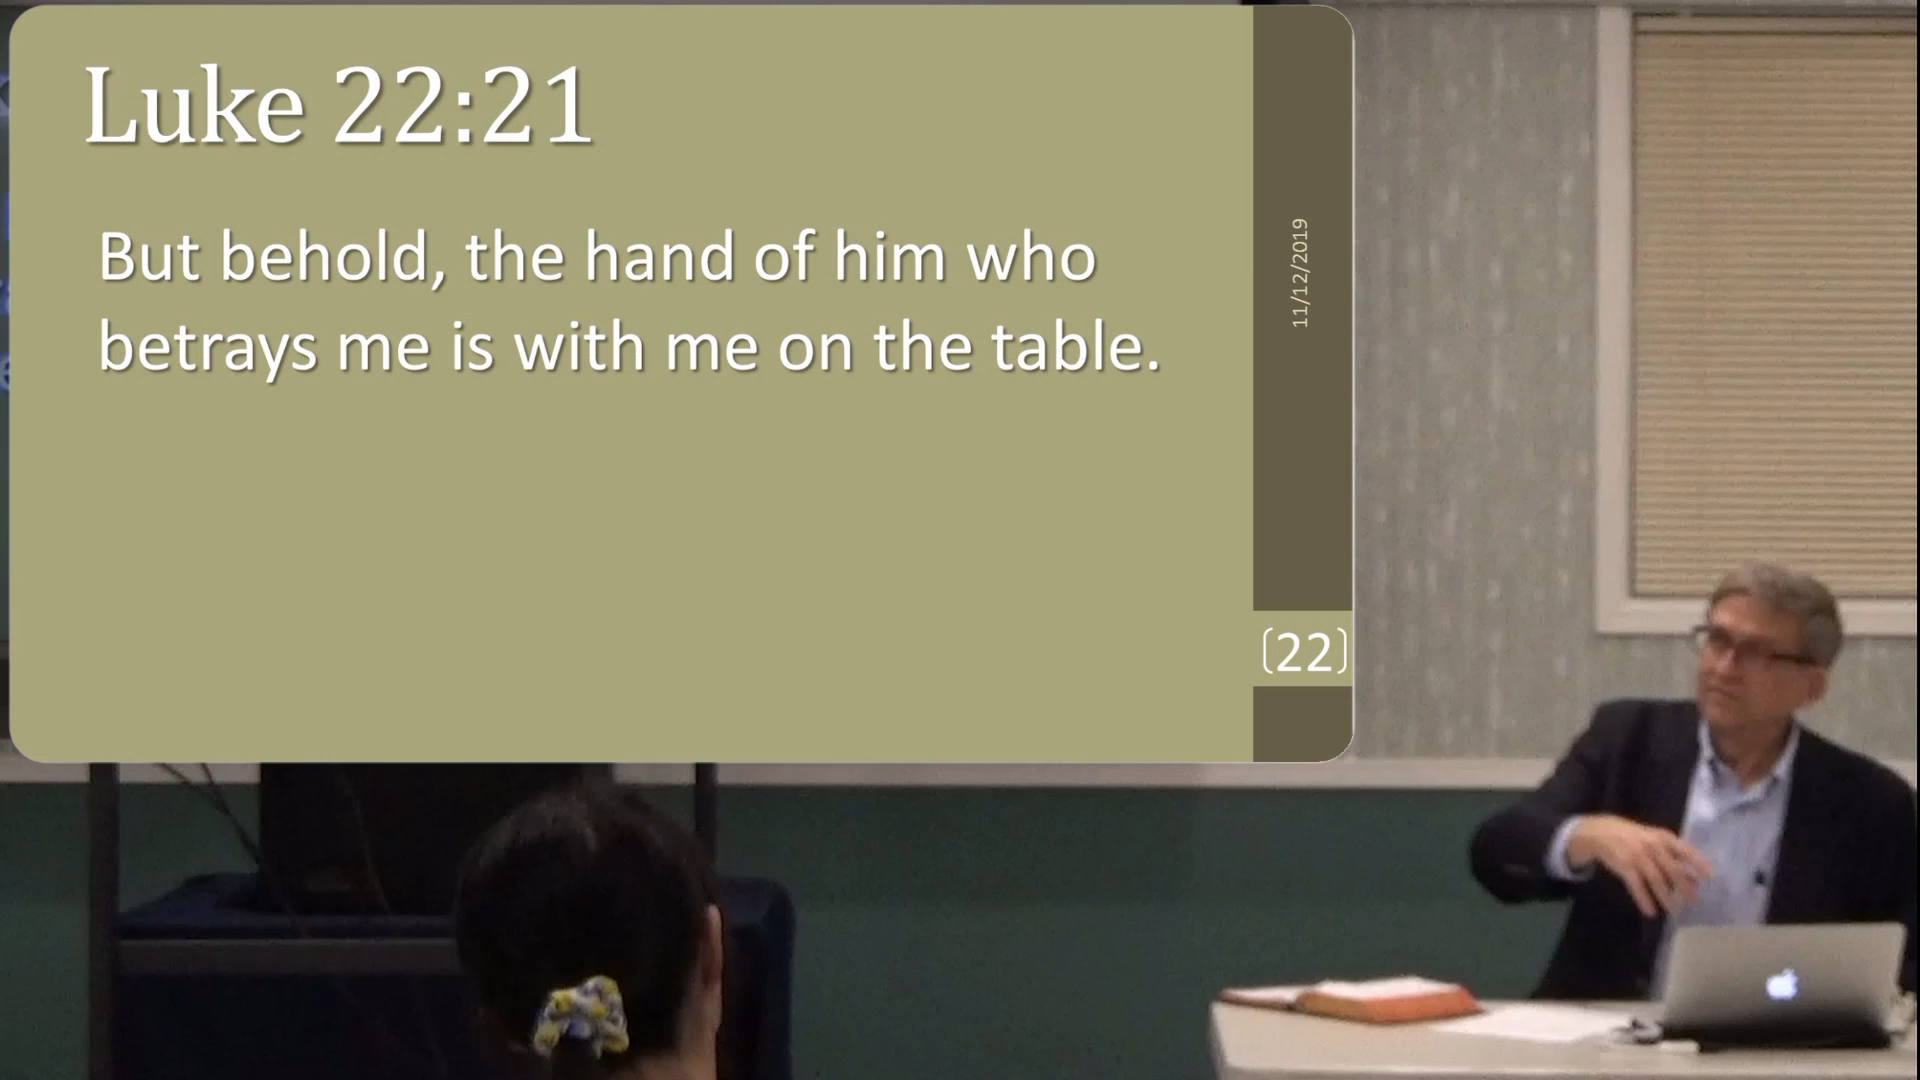 Luke 22:21
But behold, the hand of him who
betrays me is with me on the table.
11/12/2019
[22]